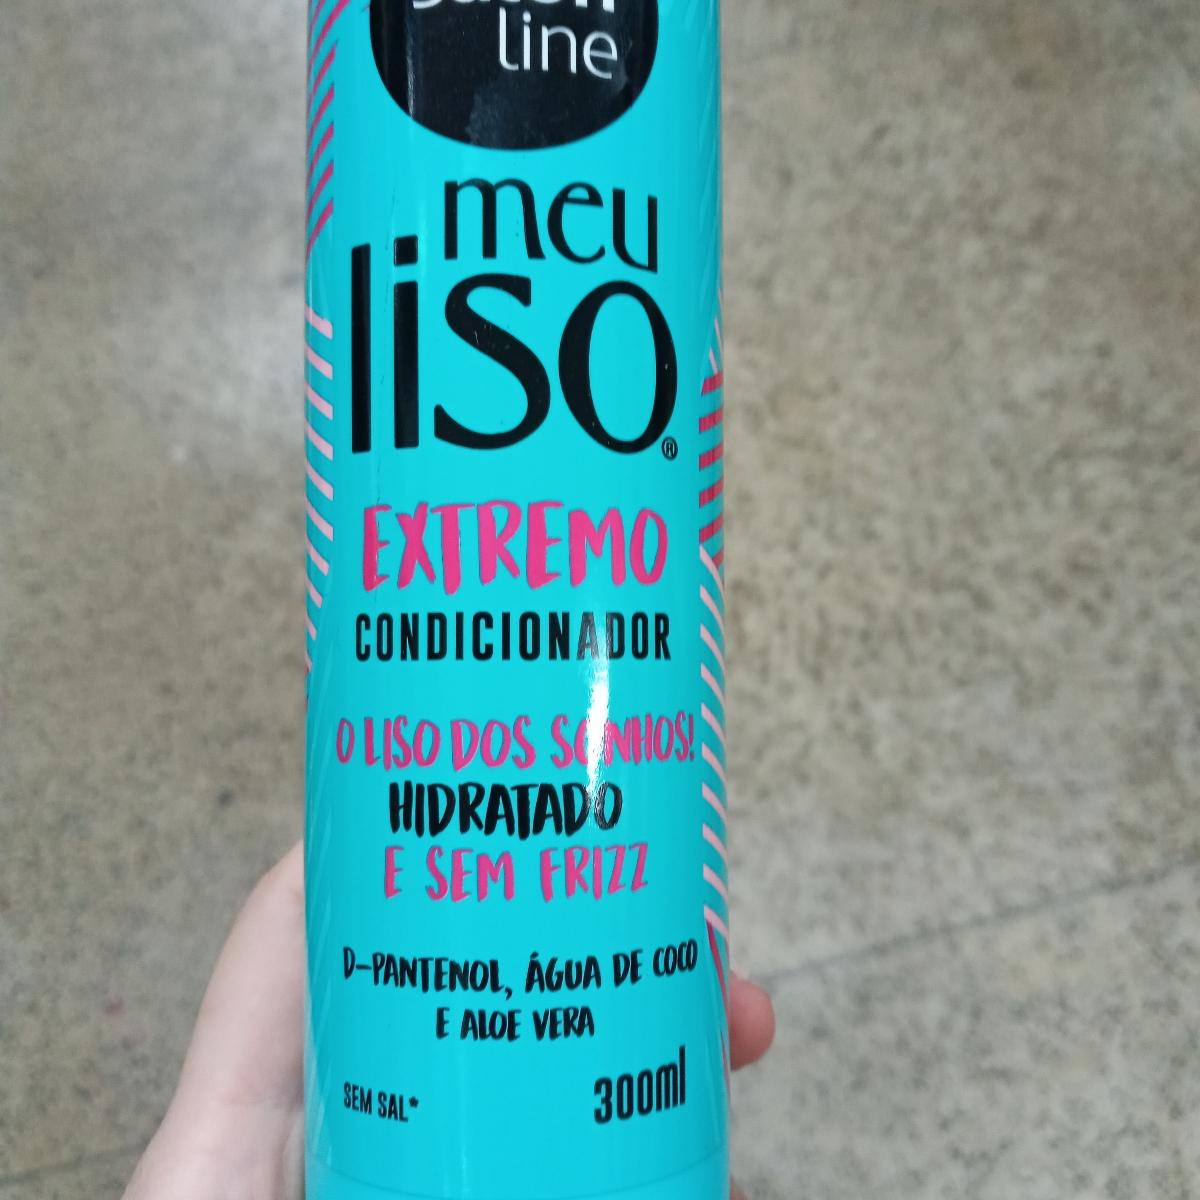 line
meu
liso®
EXTREMO
CONDICIONADOR
O LISO DOS SONHOS!
HIDRATADO
E SEM FRIZZ
D-PANTENOL, ÁGUA DE COCO
E ALOE VERA
SEM SAL*
300ml